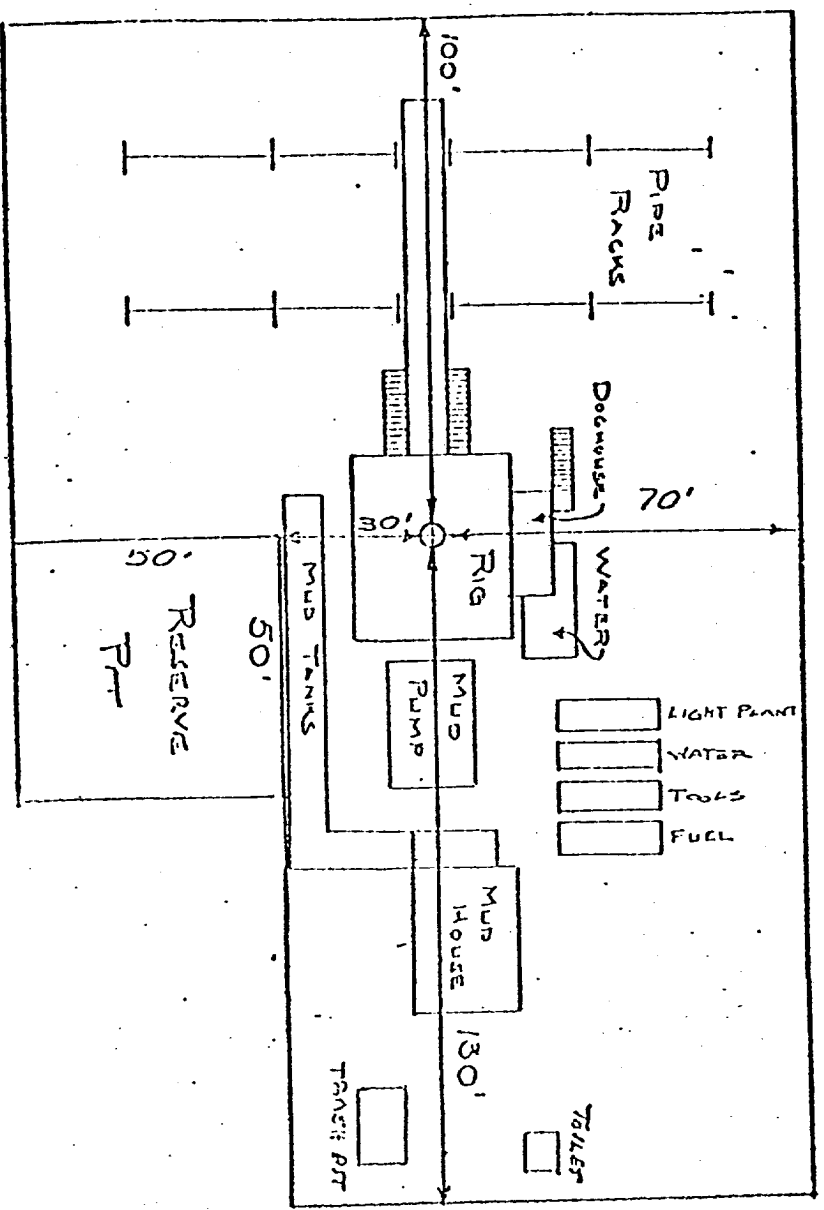 100'
PIPE
RACKS
DOGHOUSE
70'
WATER
30'
RIG
50'
RESERVE
PIT
50'
MUD TANKS
MUD
PUMP
LIGHT PLANT
WATER
TOOLS
FUEL
MUD
HOUSE
130'
TRASH PIT
TOILET